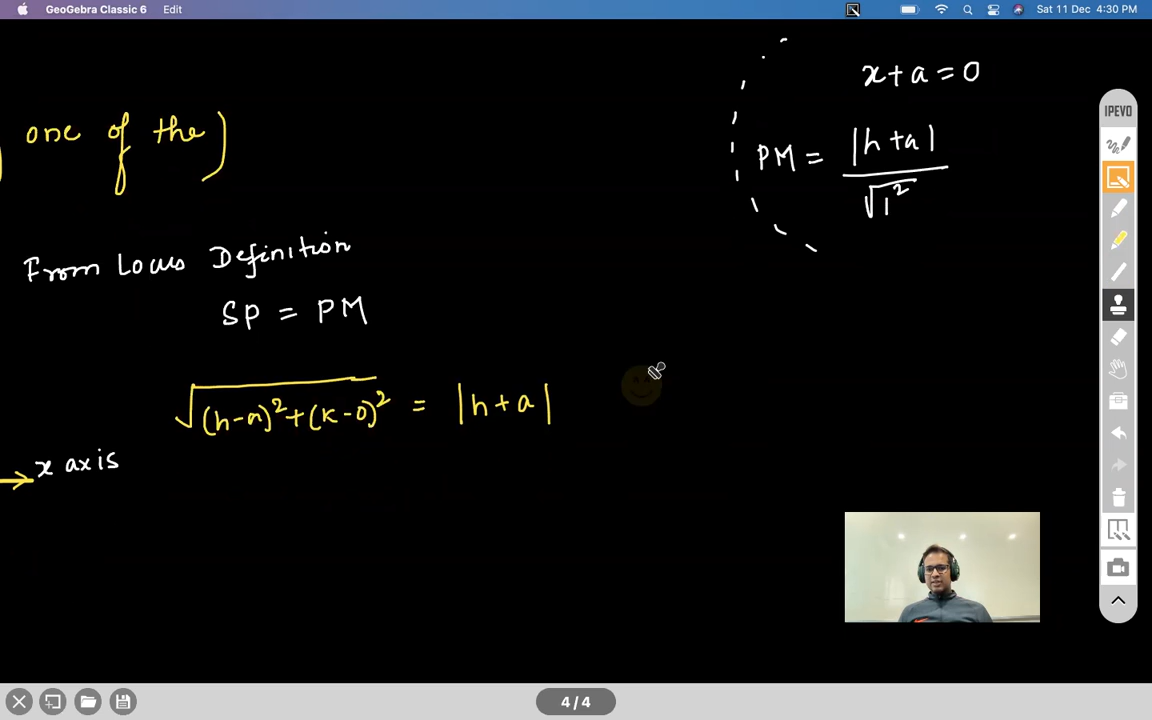 GeoGebra Classic 6 Edit Sat 11 Dec 4:30 PM
x+a=0
one of the)
PM = |h+a| / √1²
IPEVO
From Locus Definition
SP = PM
√(h-a)²+(k-0)² = |h+a|
x axis
4/4